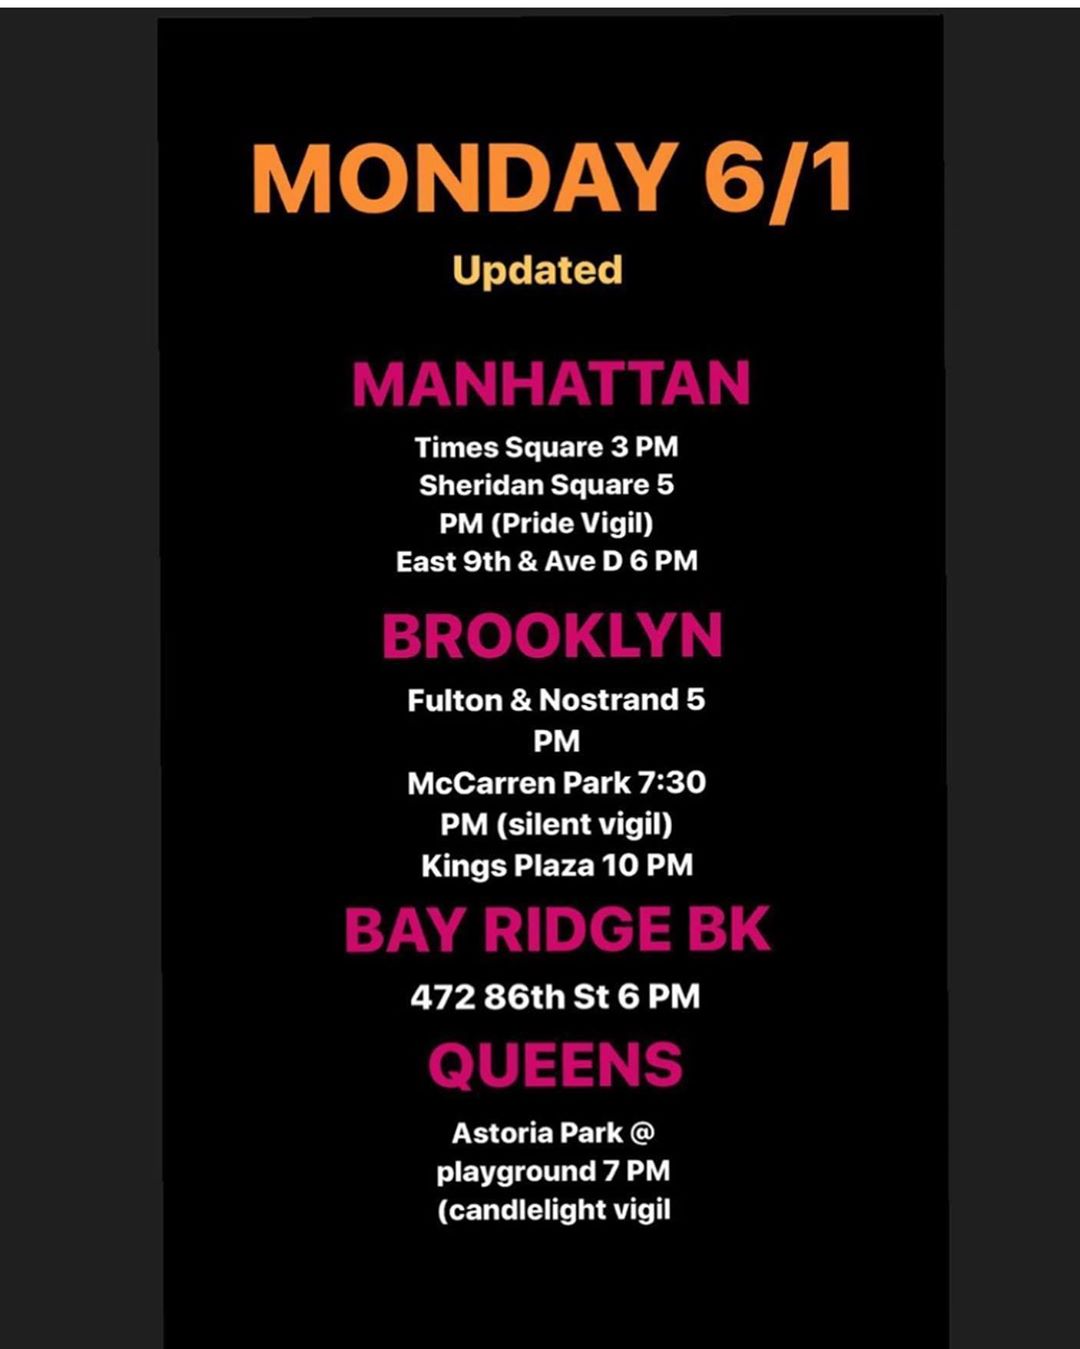 MONDAY 6/1
Updated
MANHATTAN
Times Square 3 PM
Sheridan Square 5
PM (Pride Vigil)
East 9th & Ave D 6 PM
BROOKLYN
Fulton & Nostrand 5
PM
McCarren Park 7:30
PM (silent vigil)
Kings Plaza 10 PM
BAY RIDGE BK
472 86th St 6 PM
QUEENS
Astoria Park @
playground 7 PM
(candlelight vigil